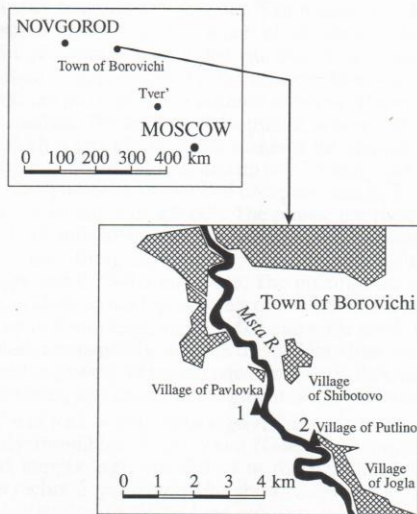 NOVGOROD
Town of Borovichi
Tver'
MOSCOW
0 100 200 300 400 km
Town of Borovichi
Msta R.
Village of Pavlovka
Village
of Shibotovo
1
2 Village of Putlino
Village
of Jogla
0 1 2 3 4 km